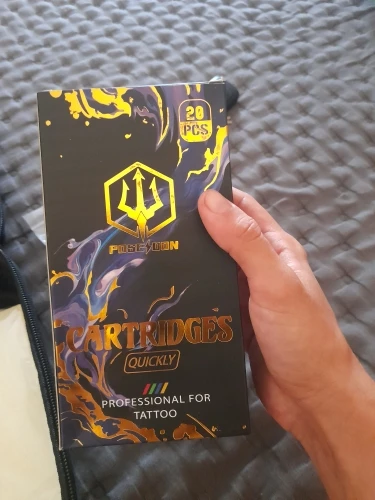 20
PCS
POSEIDON
CARTRIDGES
QUICKLY
PROFESSIONAL FOR
TATTOO